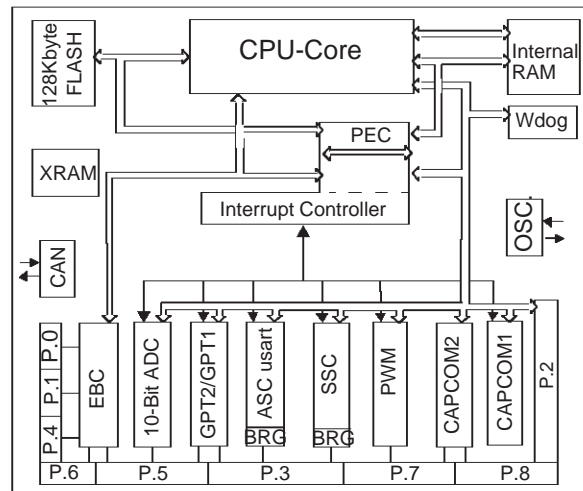 128Kbyte
FLASH
CPU-Core
Internal
RAM
Wdog
PEC
XRAM
Interrupt Controller
OSC.
CAN
P.0
P.1
P.4
EBC
10-Bit ADC
GPT2/GPT1
ASC usart
BRG
SSC
BRG
PWM
CAPCOM2
CAPCOM1
P.2
P.6
P.5
P.3
P.7
P.8